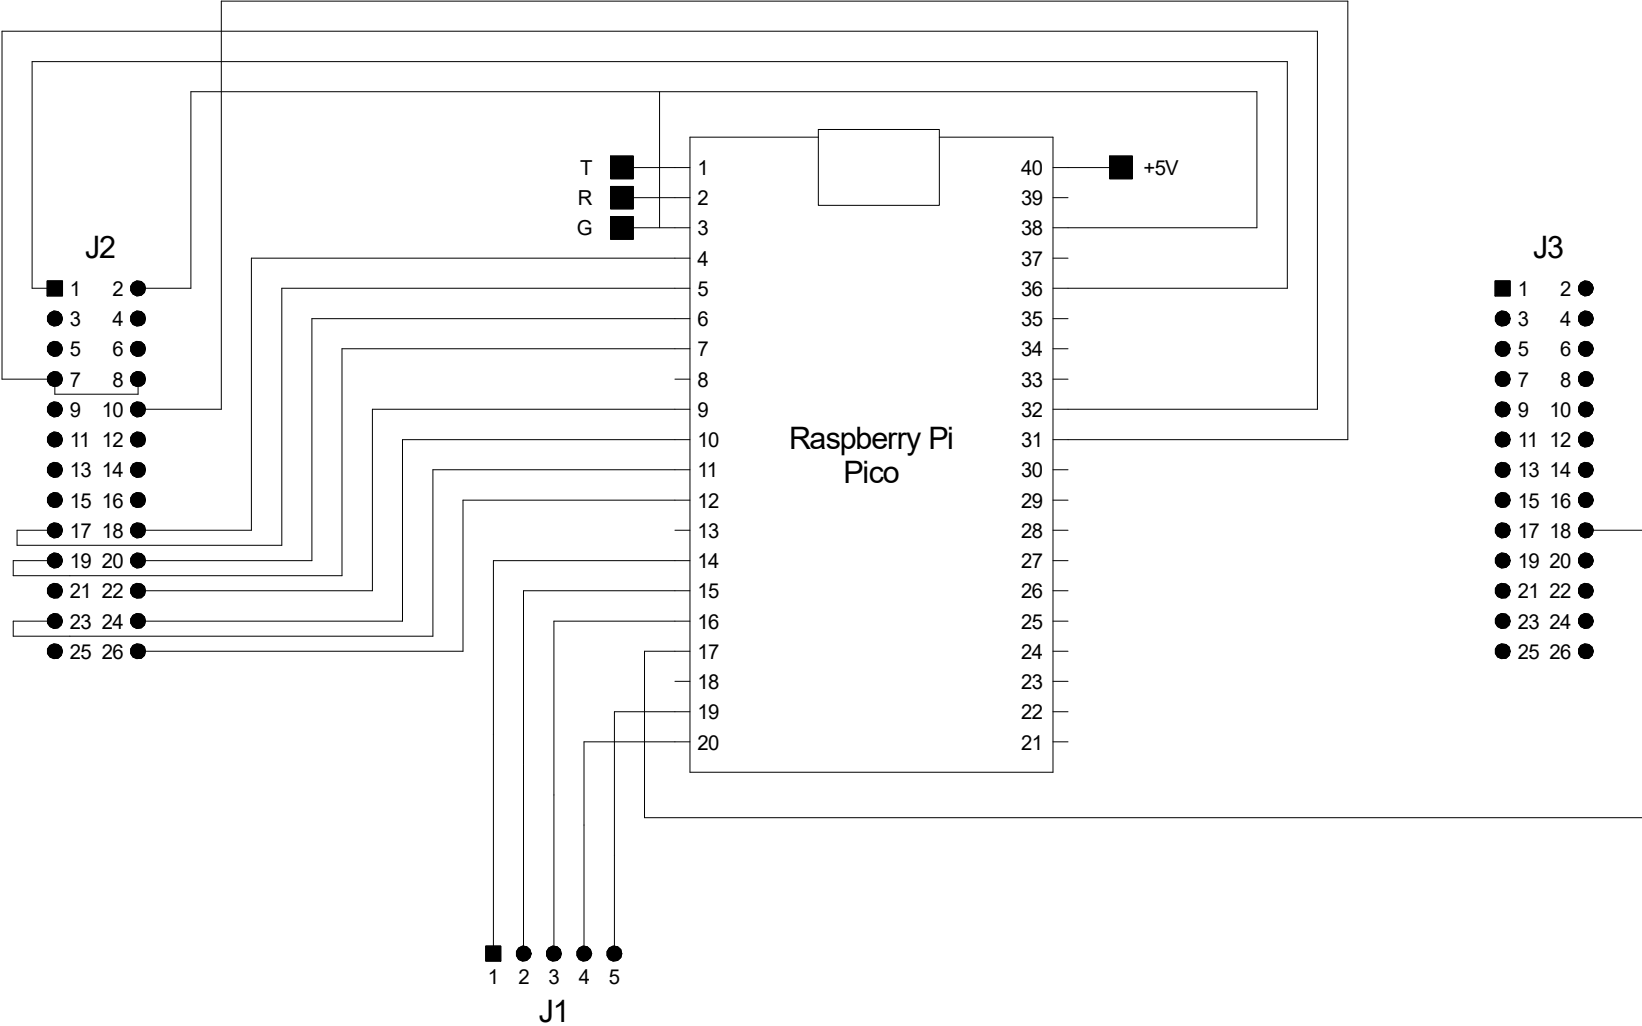 T 1 40 +5V
R 2 39
G 3 38
J2 4 37 J3
1 2 5 36 1 2
3 4 6 35 3 4
5 6 7 34 5 6
7 8 8 33 7 8
9 10 9 32 9 10
11 12 10 Raspberry Pi 31 11 12
13 14 11 Pico 30 13 14
15 16 12 29 15 16
17 18 13 28 17 18
19 20 14 27 19 20
21 22 15 26 21 22
23 24 16 25 23 24
25 26 17 24 25 26
18 23
19 22
20 21
1 2 3 4 5
J1